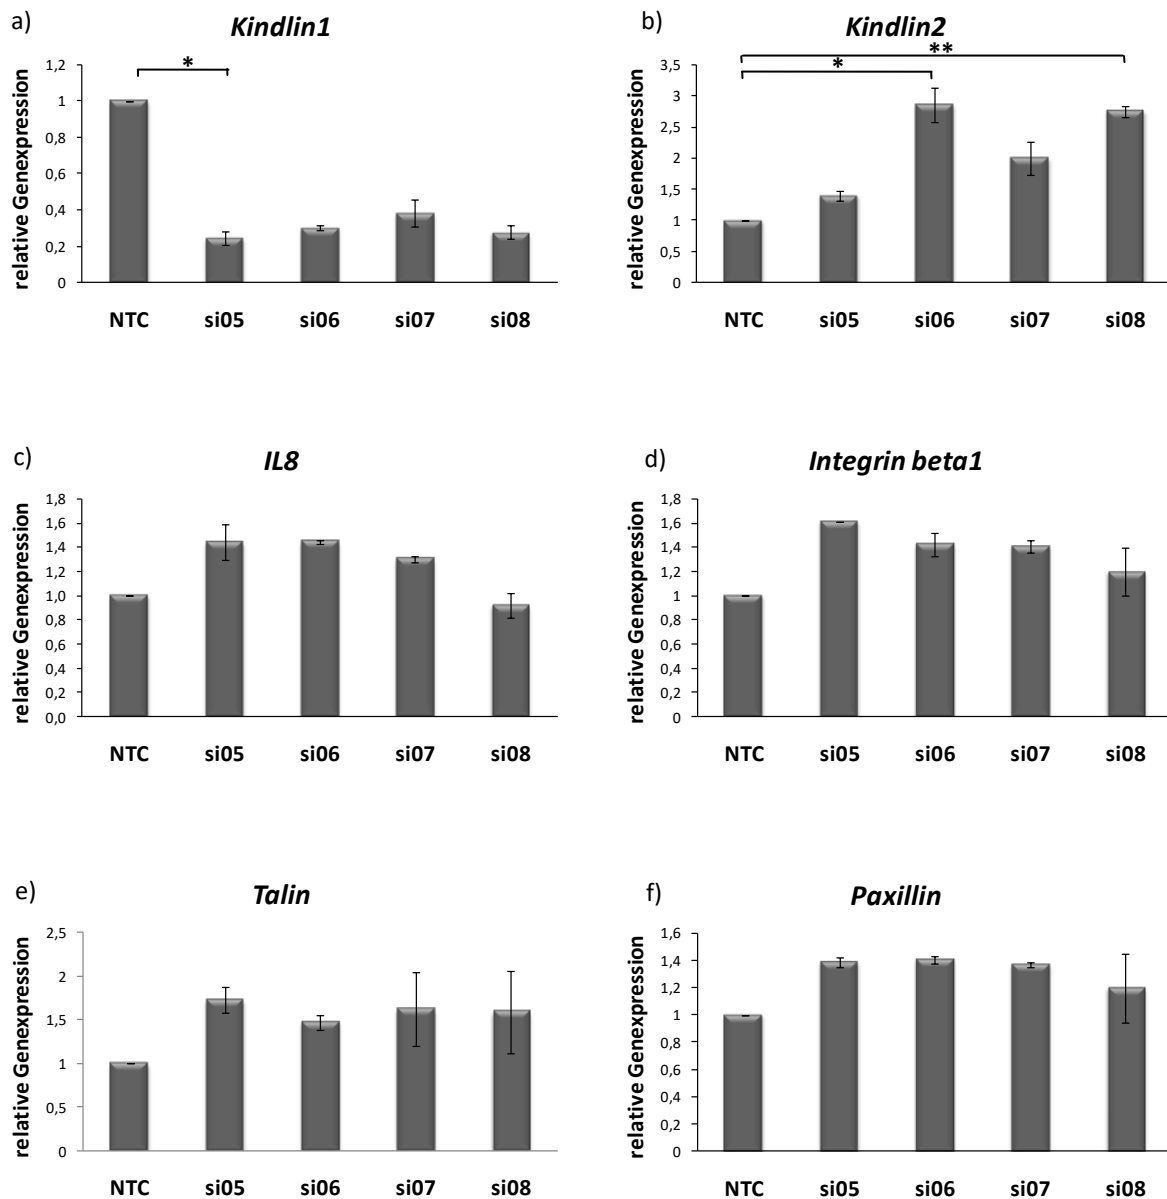 a)
Kindlin1
*
relative Genexpression
1,2
1
0,8
0,6
0,4
0,2
0
NTC si05 si06 si07 si08
b)
Kindlin2
**
*
relative Genexpression
3,5
3
2,5
2
1,5
1
0,5
0
NTC si05 si06 si07 si08
c)
IL8
relative Genexpression
1,8
1,6
1,4
1,2
1,0
0,8
0,6
0,4
0,2
0,0
NTC si05 si06 si07 si08
d)
Integrin beta1
relative Genexpression
1,8
1,6
1,4
1,2
1
0,8
0,6
0,4
0,2
0
NTC si05 si06 si07 si08
e)
Talin
relative Genexpression
2,5
2
1,5
1
0,5
0
NTC si05 si06 si07 si08
f)
Paxillin
relative Genexpression
1,6
1,4
1,2
1
0,8
0,6
0,4
0,2
0
NTC si05 si06 si07 si08